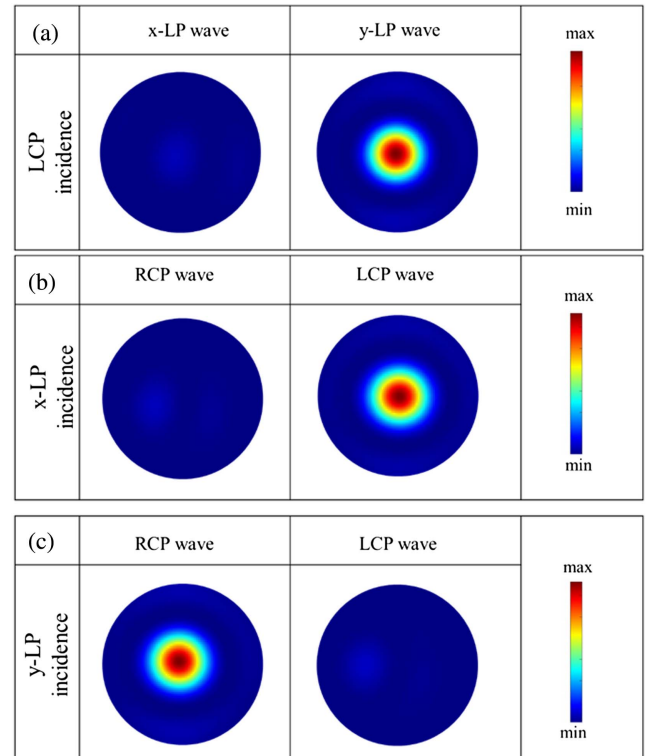 (a)
x-LP wave
y-LP wave
max
LCP
incidence
min
(b)
RCP wave
LCP wave
max
x-LP
incidence
min
(c)
RCP wave
LCP wave
max
y-LP
incidence
min